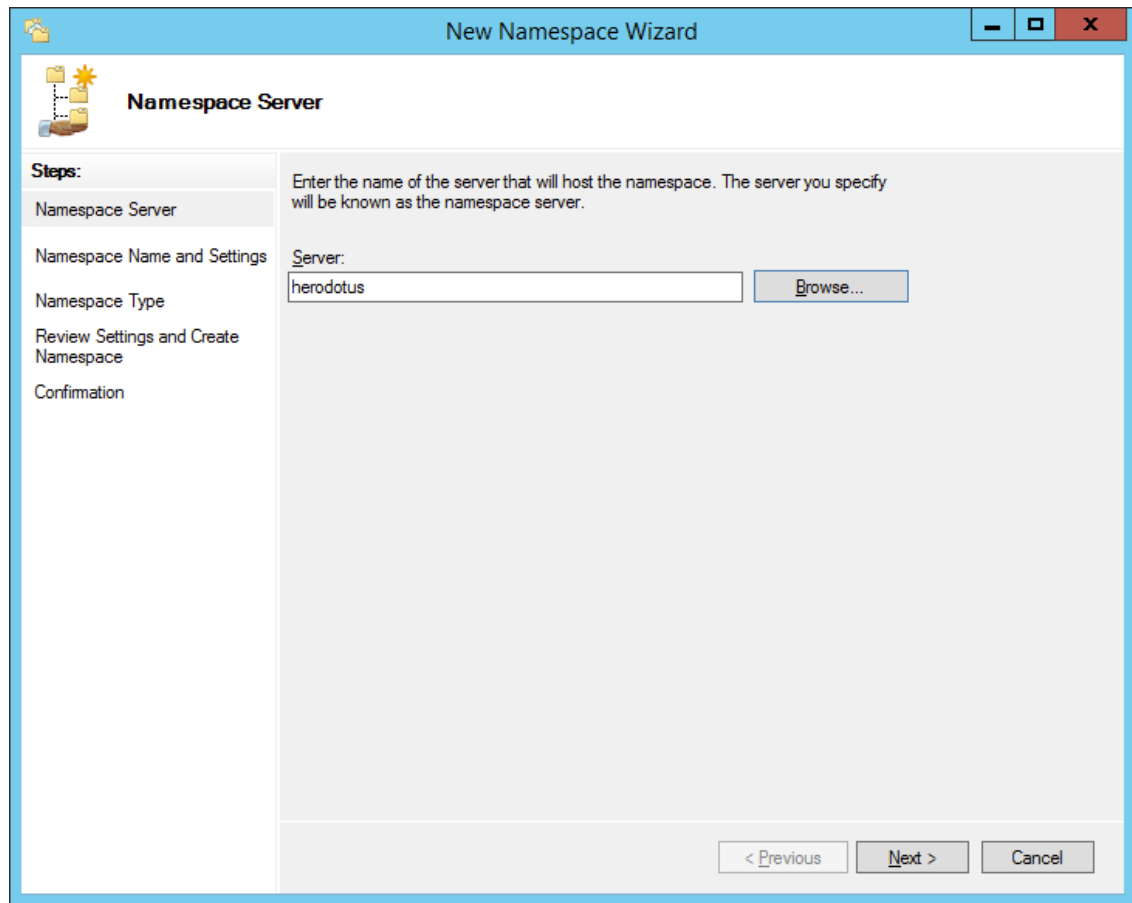 New Namespace Wizard
Namespace Server
Steps:
Namespace Server
Namespace Name and Settings
Namespace Type
Review Settings and Create
Namespace
Confirmation
Enter the name of the server that will host the namespace. The server you specify
will be known as the namespace server.
Server:
herodotus
Browse...
< Previous
Next >
Cancel